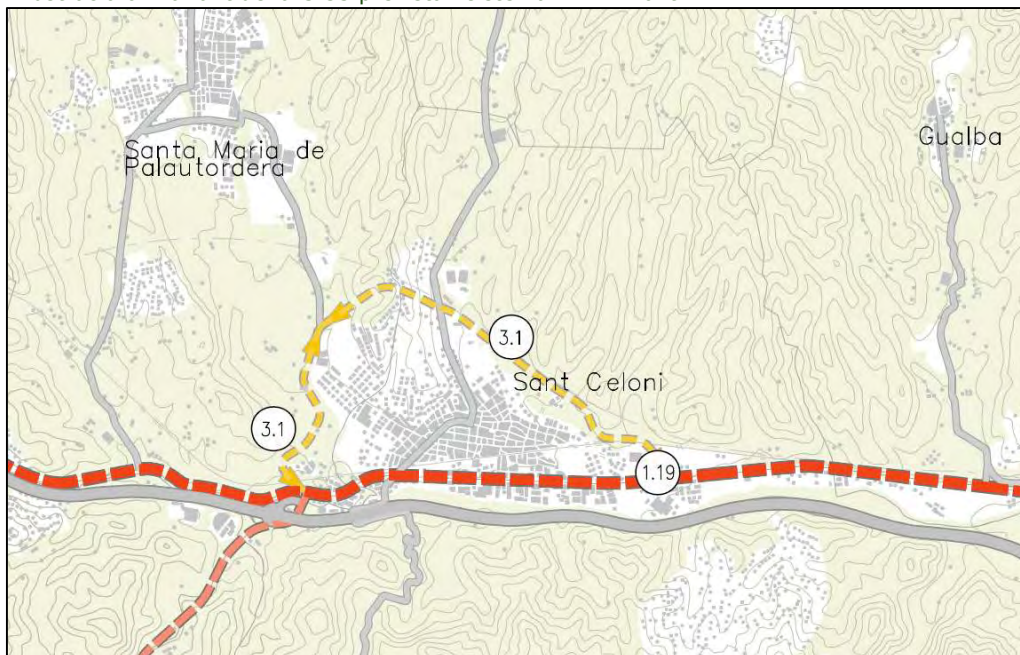 Santa Maria de
Palautordera
Gualba
3.1
Sant Celoni
3.1
1.19